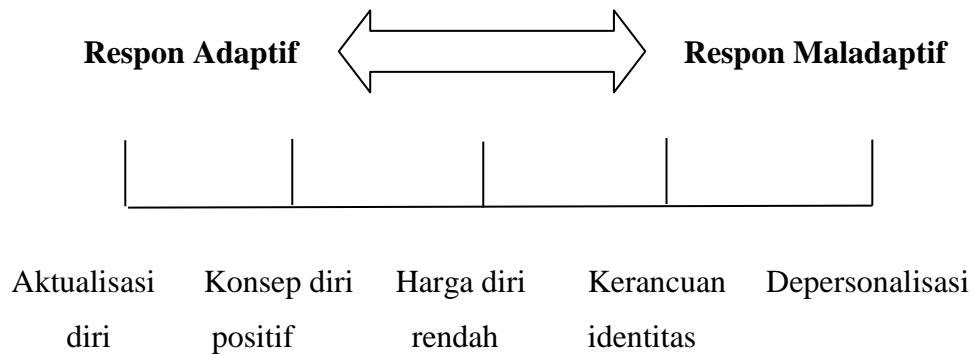 Respon Adaptif Respon Maladaptif
Aktualisasi Konsep diri Harga diri Kerancuan Depersonalisasi
diri positif rendah identitas